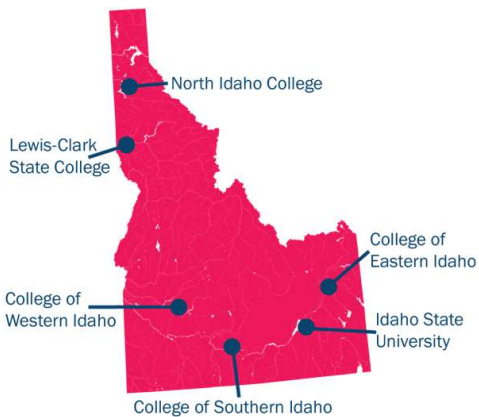 North Idaho College
Lewis-Clark
State College
College of
Eastern Idaho
College of
Western Idaho
Idaho State
University
College of Southern Idaho